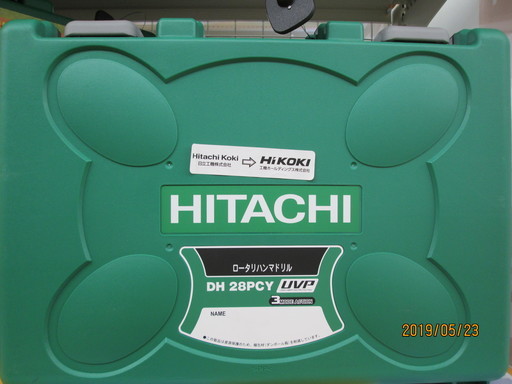 Hitachi Koki ⇨ HiKOKI
日立工機株式会社 工機ホールディングス株式会社
HITACHI
ロータリハンマドリル
DH 28PCY UVP
3 MODE ACTION
NAME
2019/05/23